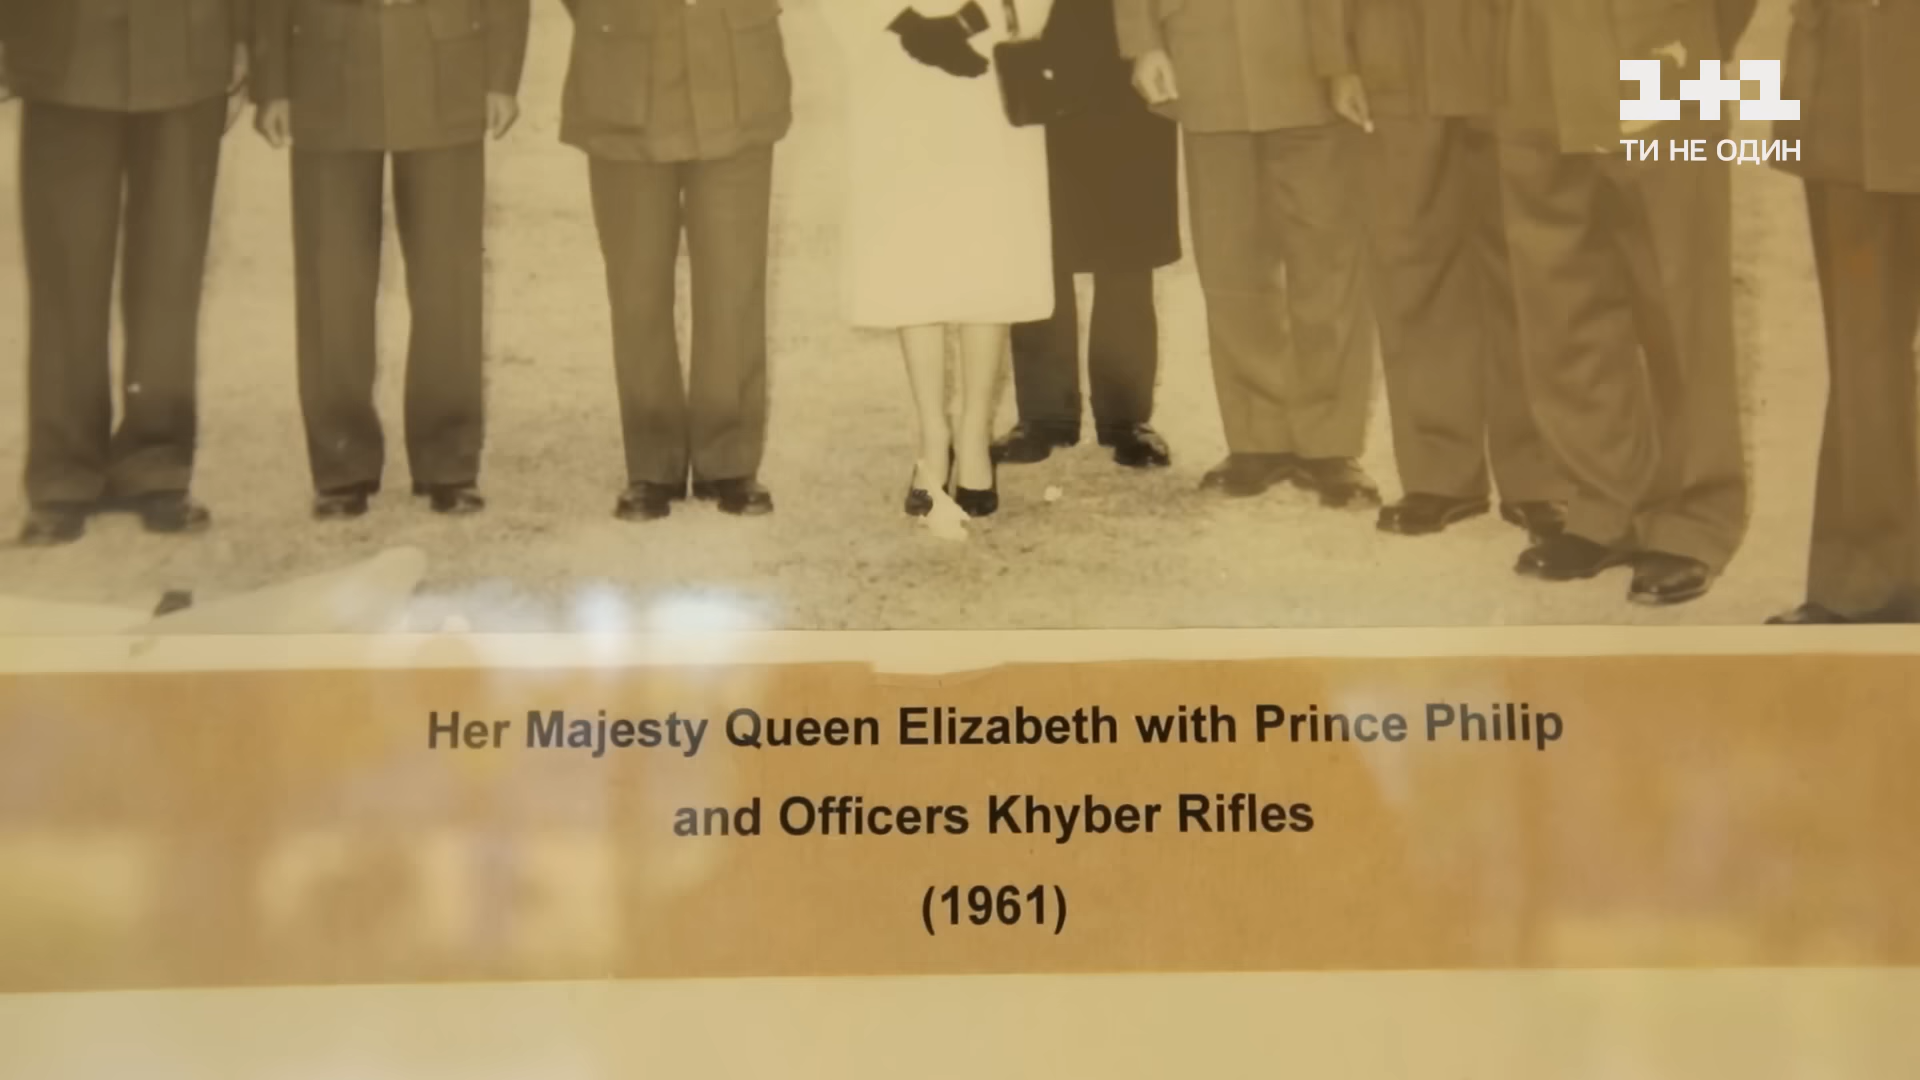 1+1
ТИ НЕ ОДИН
Her Majesty Queen Elizabeth with Prince Philip
and Officers Khyber Rifles
(1961)